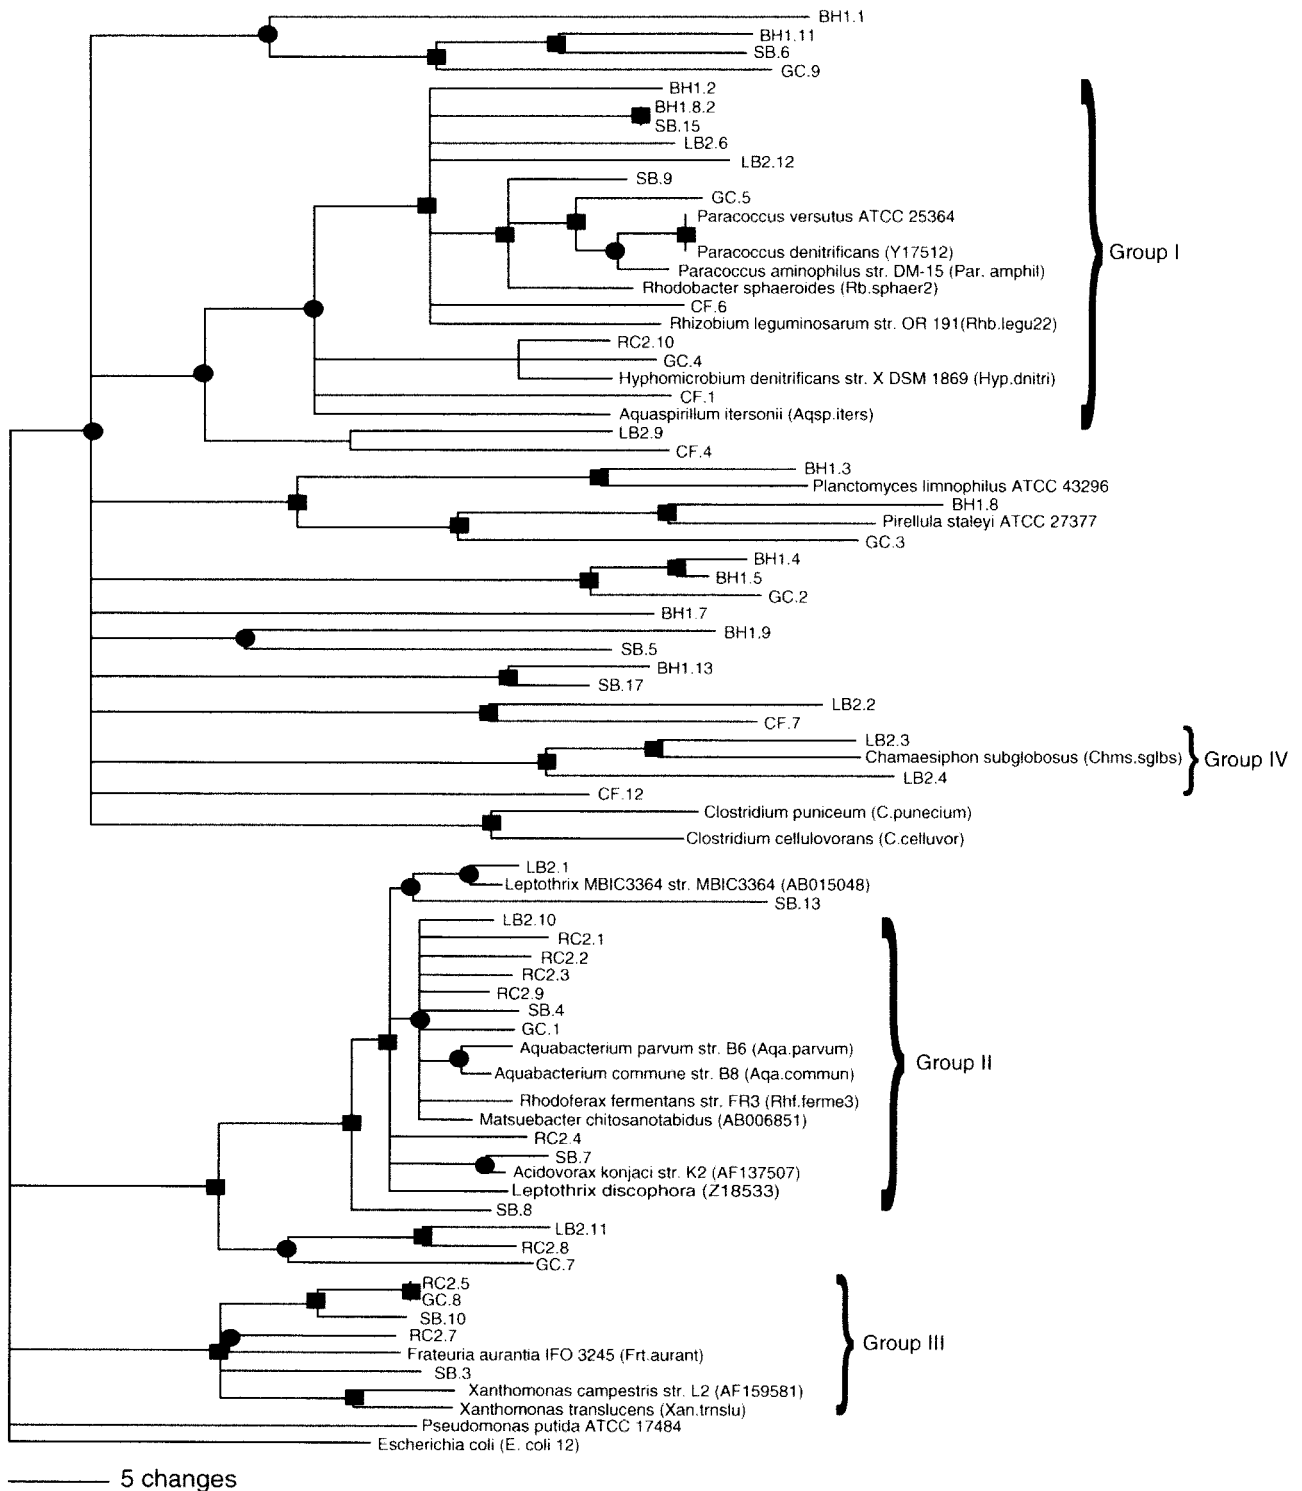 BH1.1
BH1.11
SB.6
GC.9
BH1.2
BH1.8.2
SB.15
LB2.6
LB2.12
SB.9
GC.5
Paracoccus versutus ATCC 25364
Paracoccus denitrificans (Y17512)
Group I
Paracoccus aminophilus str. DM-15 (Par. amphil)
Rhodobacter sphaeroides (Rb.sphaer2)
CF.6
Rhizobium leguminosarum str. OR 191(Rhb.legu22)
RC2.10
GC.4
Hyphomicrobium denitrificans str. X DSM 1869 (Hyp.dnitri)
CF.1
Aquaspirillum itersonii (Aqsp.iters)
LB2.9
CF.4
BH1.3
Planctomyces limnophilus ATCC 43296
BH1.8
Pirellula staleyi ATCC 27377
GC.3
BH1.4
BH1.5
GC.2
BH1.7
BH1.9
SB.5
BH1.13
SB.17
LB2.2
CF.7
LB2.3
Chamaesiphon subglobosus (Chms.sglbs)
Group IV
LB2.4
CF.12
Clostridium puniceum (C.punecium)
Clostridium cellulovorans (C.celluvor)
LB2.1
Leptothrix MBIC3364 str. MBIC3364 (AB015048)
SB.13
LB2.10
RC2.1
RC2.2
RC2.3
RC2.9
SB.4
GC.1
Aquabacterium parvum str. B6 (Aqa.parvum)
Group II
Aquabacterium commune str. B8 (Aqa.commun)
Rhodoferax fermentans str. FR3 (Rhf.ferme3)
Matsuebacter chitosanotabidus (AB006851)
RC2.4
SB.7
Acidovorax konjaci str. K2 (AF137507)
Leptothrix discophora (Z18533)
SB.8
LB2.11
RC2.8
GC.7
RC2.5
GC.8
SB.10
RC2.7
Group III
Frateuria aurantia IFO 3245 (Frt.aurant)
SB.3
Xanthomonas campestris str. L2 (AF159581)
Xanthomonas translucens (Xan.trnslu)
Pseudomonas putida ATCC 17484
Escherichia coli (E. coli 12)
5 changes